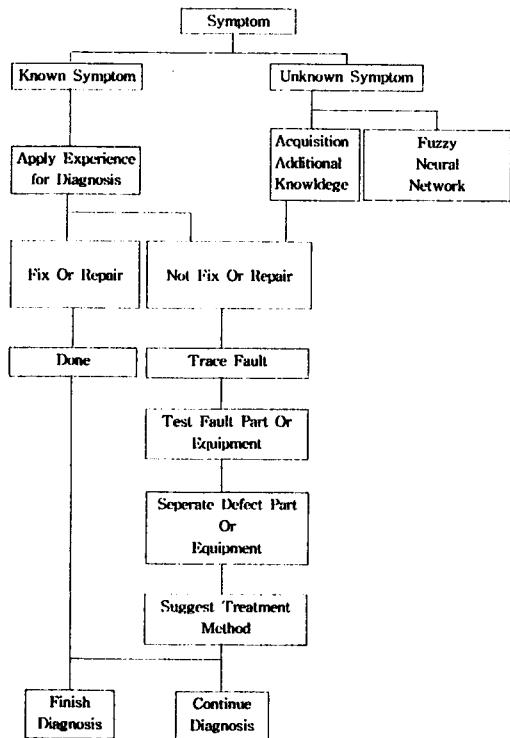 Symptom
Known Symptom
Unknown Symptom
Apply Experience
for Diagnosis
Acquisition
Additional
Knowldege
Fuzzy
Neural
Network
Fix Or Repair
Not Fix Or Repair
Done
Trace Fault
Test Fault Part Or
Equipment
Seperate Defect Part
Or
Equipment
Suggest Treatment
Method
Finish
Diagnosis
Continue
Diagnosis